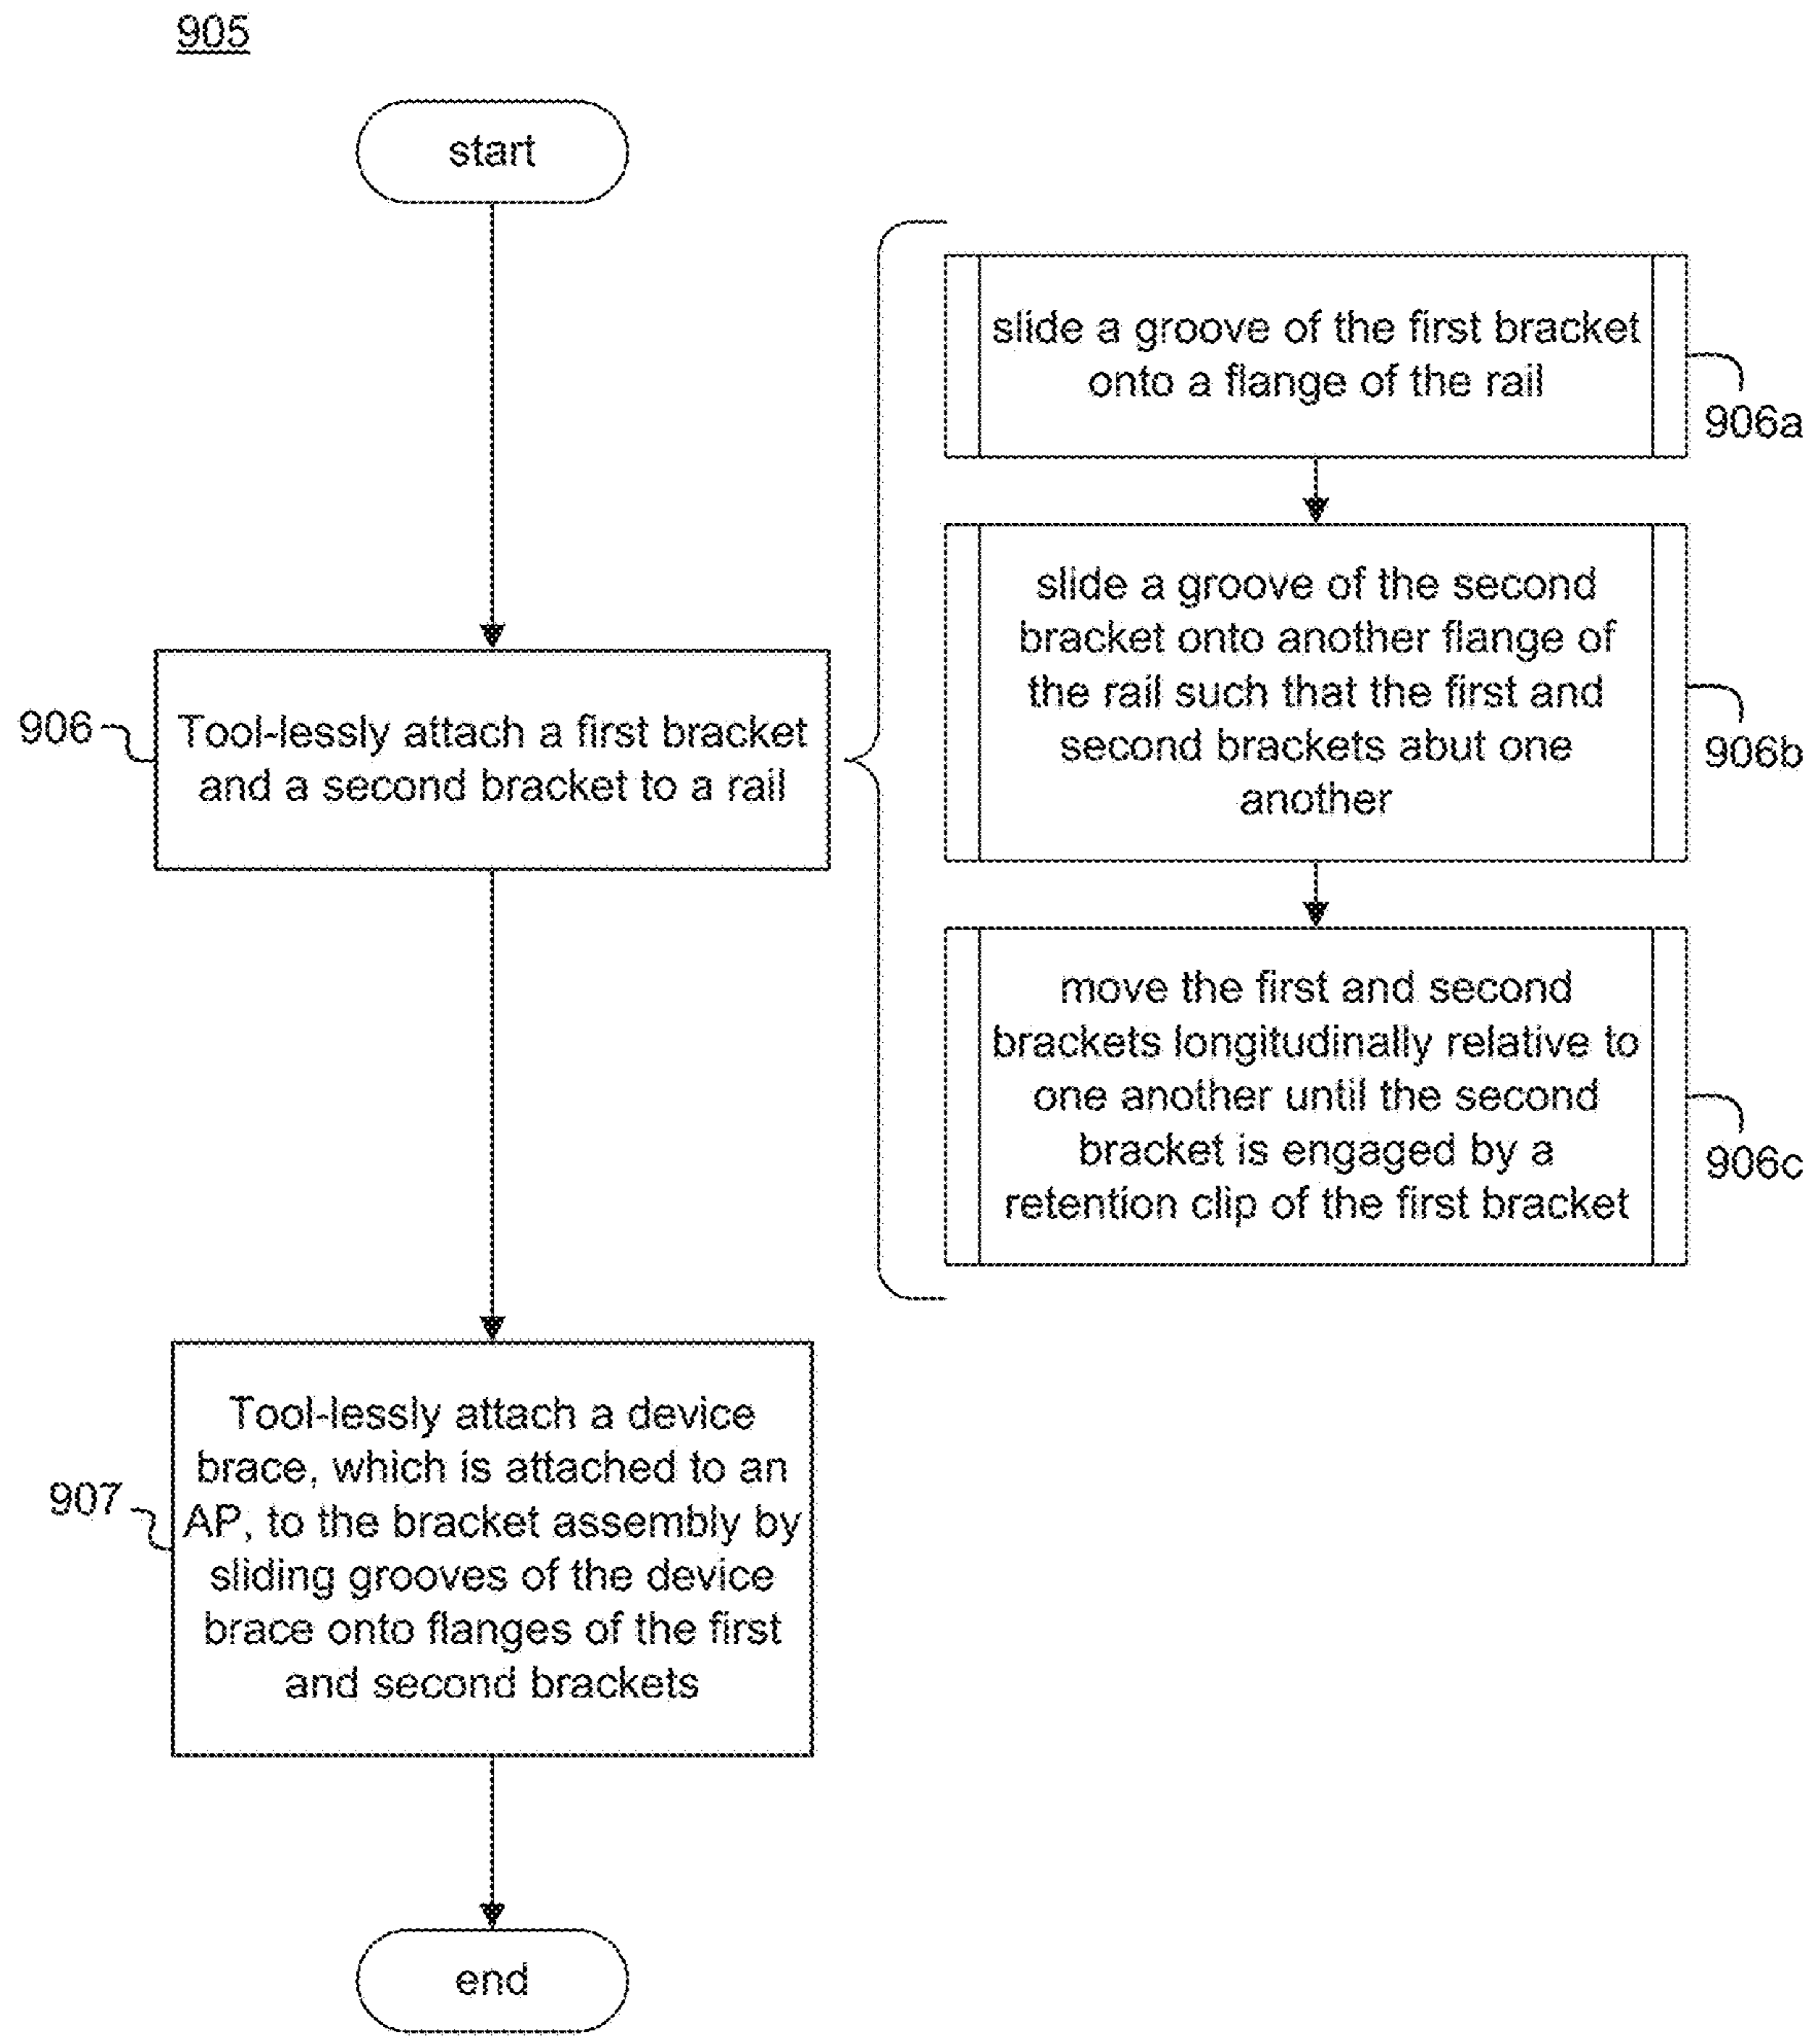 905
start
906
Tool-lessly attach a first bracket
and a second bracket to a rail
slide a groove of the first bracket
onto a flange of the rail
906a
slide a groove of the second
bracket onto another flange of
the rail such that the first and
second brackets abut one
another
906b
move the first and second
brackets longitudinally relative to
one another until the second
bracket is engaged by a
retention clip of the first bracket
906c
907
Tool-lessly attach a device
brace, which is attached to an
AP, to the bracket assembly by
sliding grooves of the device
brace onto flanges of the first
and second brackets
end